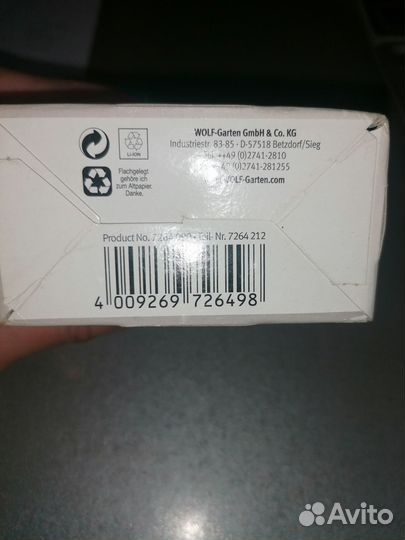 WOLF-Garten GmbH & Co. KG
Industriestr. 83-85 · D-57518 Betzdorf/Sieg
++49 (0)2741-2810
(0)2741-281255
WOLF-Garten.com
LI-ION
Flachgelegt
gehöre ich
zum Altpapier.
Danke.
Product No. Nr. 7264 212
4 009269 726498
Avito